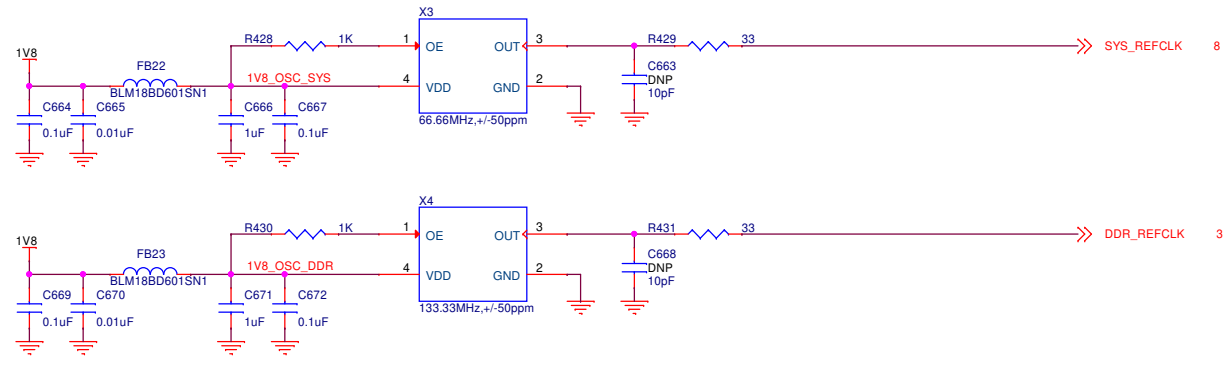 X3
R428 1K 1 OE OUT 3 R429 33 SYS_REFCLK 8
1V8
FB22
BLM18BD601SN1
1V8_OSC_SYS 4 VDD GND 2
C663
DNP
10pF
C664
0.1uF
C665
0.01uF
C666
1uF
C667
0.1uF
66.66MHz,+/-50ppm
X4
R430 1K 1 OE OUT 3 R431 33 DDR_REFCLK 3
1V8
FB23
BLM18BD601SN1
1V8_OSC_DDR 4 VDD GND 2
C668
DNP
10pF
C669
0.1uF
C670
0.01uF
C671
1uF
C672
0.1uF
133.33MHz,+/-50ppm